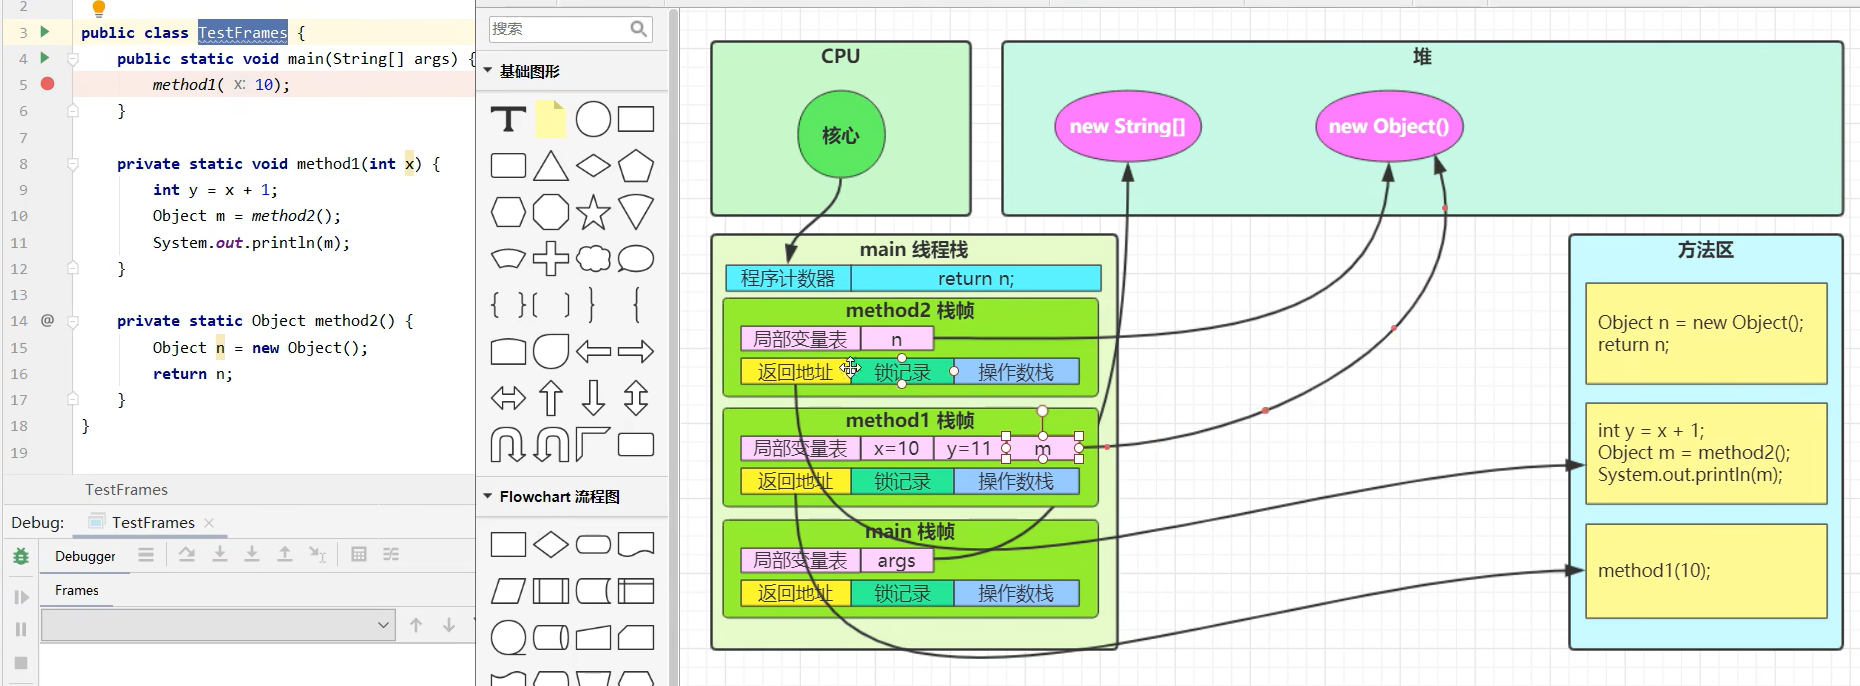 2
3 public class TestFrames {
4 public static void main(String[] args) {
5 method1( x: 10);
6 }
7
8 private static void method1(int x) {
9 int y = x + 1;
10 Object m = method2();
11 System.out.println(m);
12 }
13
14 @ private static Object method2() {
15 Object n = new Object();
16 return n;
17 }
18 }
19
TestFrames
Debug: TestFrames
Debugger
Frames
搜索
基础图形
Flowchart 流程图
CPU
核心
堆
new String[]
new Object()
main 线程栈
程序计数器 return n;
method2 栈帧
局部变量表 n
返回地址 锁记录 操作数栈
method1 栈帧
局部变量表 x=10 y=11 m
返回地址 锁记录 操作数栈
main 栈帧
局部变量表 args
返回地址 锁记录 操作数栈
方法区
Object n = new Object();
return n;
int y = x + 1;
Object m = method2();
System.out.println(m);
method1(10);